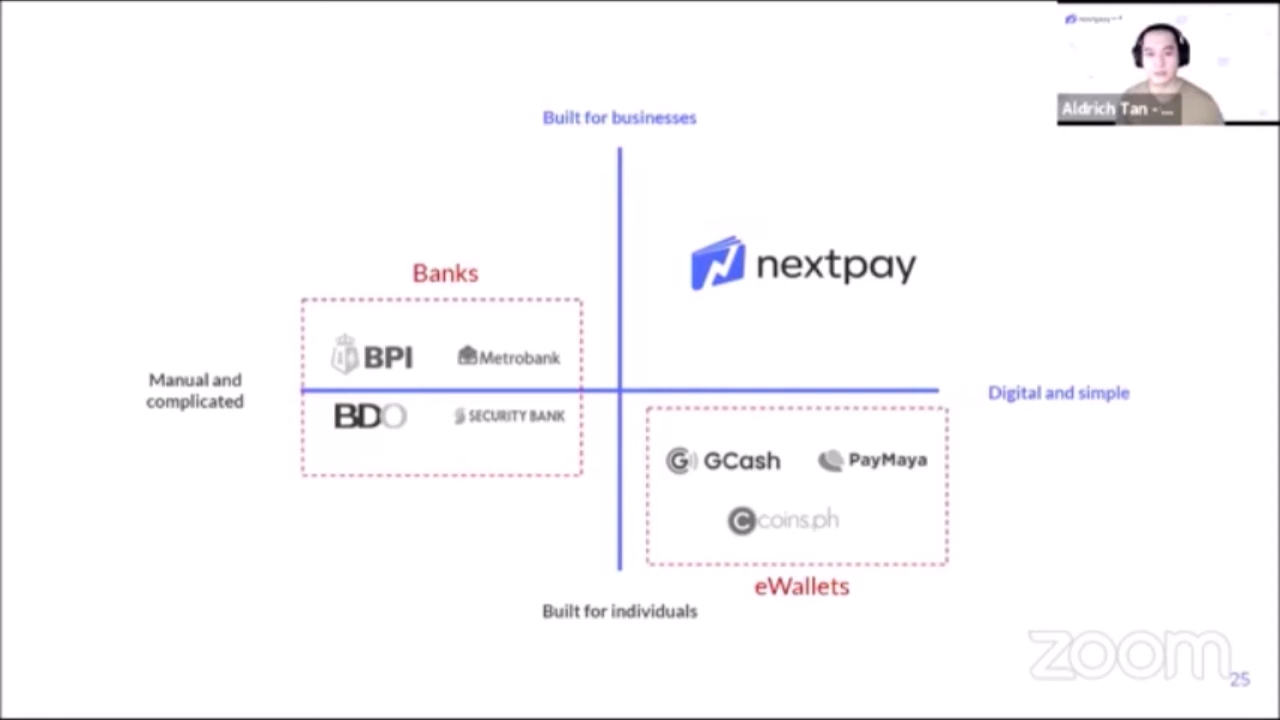 nextpay
Aldrich Tan - ...
Built for businesses
nextpay
Banks
BPI
Metrobank
Manual and
complicated
Digital and simple
BDO
SECURITY BANK
GCash
PayMaya
coins.ph
eWallets
Built for individuals
zoom
25